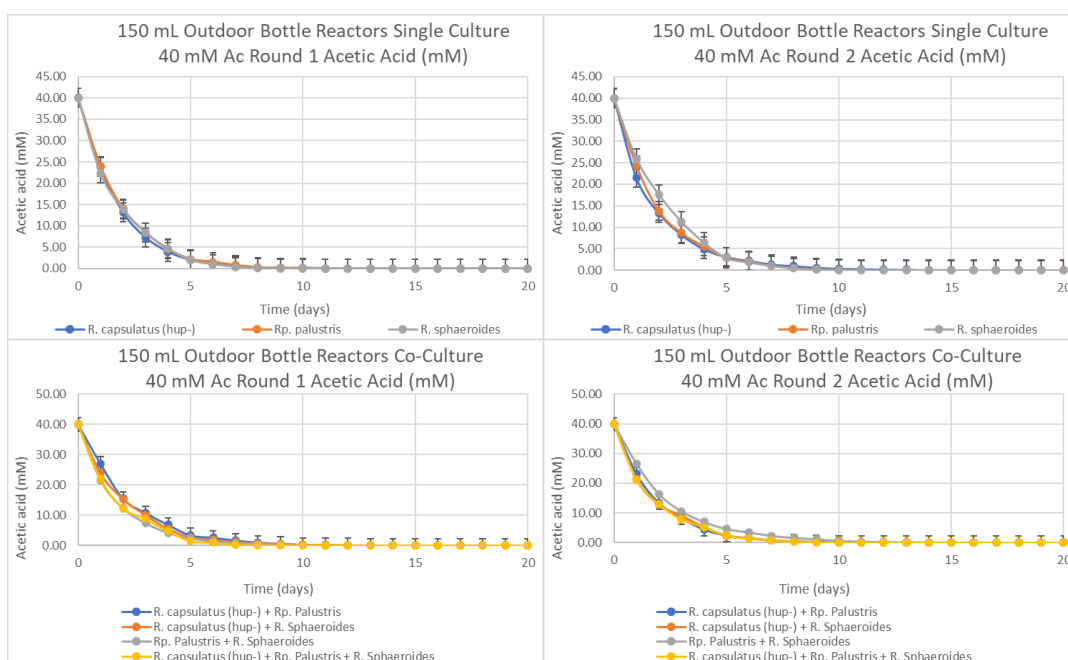 150 mL Outdoor Bottle Reactors Single Culture
40 mM Ac Round 1 Acetic Acid (mM)
45.00
40.00
35.00
30.00
25.00
20.00
15.00
10.00
5.00
0.00
Acetic acid (mM)
0 5 10 15 20
Time (days)
R. capsulatus (hup-) Rp. palustris R. sphaeroides
150 mL Outdoor Bottle Reactors Single Culture
40 mM Ac Round 2 Acetic Acid (mM)
45.00
40.00
35.00
30.00
25.00
20.00
15.00
10.00
5.00
0.00
Acetic acid (mM)
0 5 10 15 20
Time (days)
R. capsulatus (hup-) Rp. palustris R. sphaeroides
150 mL Outdoor Bottle Reactors Co-Culture
40 mM Ac Round 1 Acetic Acid (mM)
50.00
40.00
30.00
20.00
10.00
0.00
Acetic acid (mM)
0 5 10 15 20
Time (days)
R. capsulatus (hup-) + Rp. Palustris
R. capsulatus (hup-) + R. Sphaeroides
Rp. Palustris + R. Sphaeroides
R. capsulatus (hup-) + Rp. Palustris + R. Sphaeroides
150 mL Outdoor Bottle Reactors Co-Culture
40 mM Ac Round 2 Acetic Acid (mM)
50.00
40.00
30.00
20.00
10.00
0.00
Acetic acid (mM)
0 5 10 15 20
Time (days)
R. capsulatus (hup-) + Rp. Palustris
R. capsulatus (hup-) + R. Sphaeroides
Rp. Palustris + R. Sphaeroides
R. capsulatus (hup-) + Rp. Palustris + R. Sphaeroides